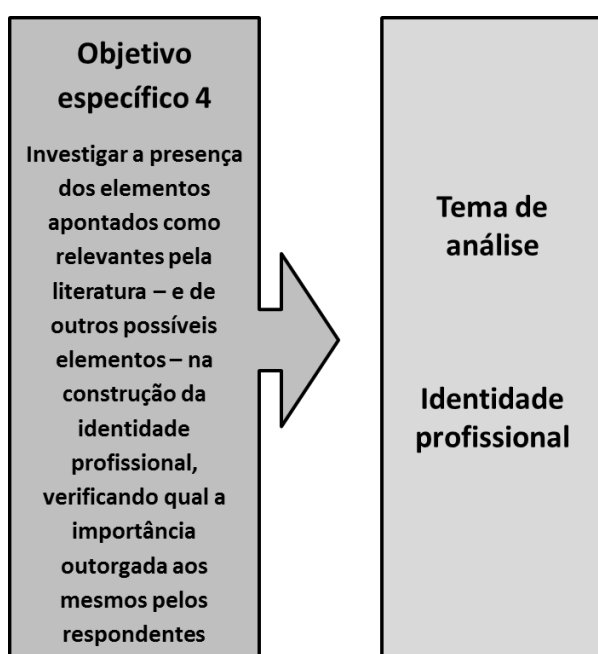 Objetivo
específico 4
Investigar a presença
dos elementos
apontados como
relevantes pela
literatura – e de
outros possíveis
elementos – na
construção da
identidade
profissional,
verificando qual a
importância
outorgada aos
mesmos pelos
respondentes
Tema de
análise
Identidade
profissional